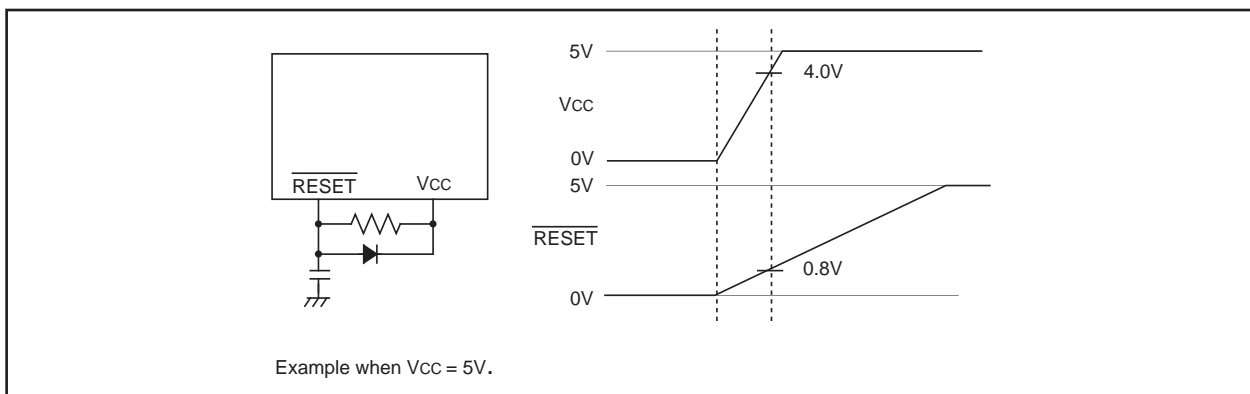 RESET
VCC
5V
4.0V
VCC
0V
5V
RESET
0.8V
0V
Example when VCC = 5V.